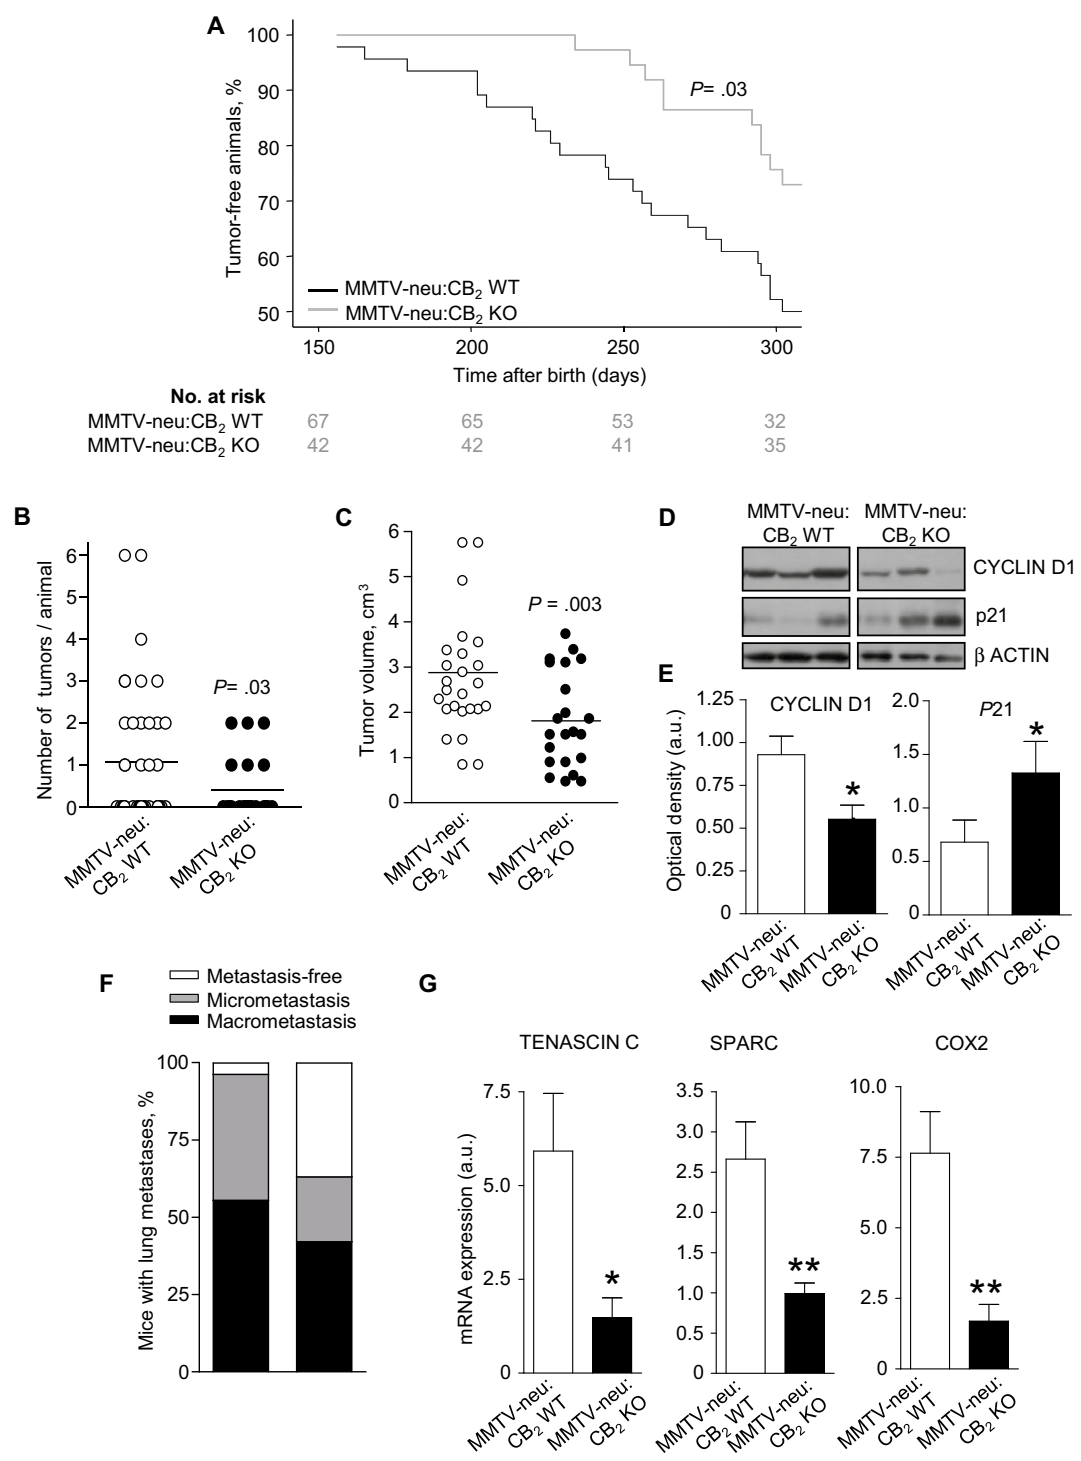 A
100
90
80
70
60
50
Tumor-free animals, %
P= .03
MMTV-neu:CB₂ WT
MMTV-neu:CB₂ KO
150 200 250 300
Time after birth (days)
No. at risk
MMTV-neu:CB₂ WT 67 65 53 32
MMTV-neu:CB₂ KO 42 42 41 35
B
Number of tumors / animal
6
5
4
3
2
1
0
P= .03
MMTV-neu:
CB₂ WT
MMTV-neu:
CB₂ KO
C
Tumor volume, cm³
6
5
4
3
2
1
0
P = .003
MMTV-neu:
CB₂ WT
MMTV-neu:
CB₂ KO
D
MMTV-neu:
CB₂ WT
MMTV-neu:
CB₂ KO
CYCLIN D1
p21
β ACTIN
E
Optical density (a.u.)
CYCLIN D1
1.25
1.00
0.75
0.50
0.25
0
*
MMTV-neu:
CB₂ WT
MMTV-neu:
CB₂ KO
P21
2.0
1.5
1.0
0.5
0
*
MMTV-neu:
CB₂ WT
MMTV-neu:
CB₂ KO
F
Metastasis-free
Micrometastasis
Macrometastasis
Mice with lung metastases, %
100
75
50
25
0
G
mRNA expression (a.u.)
TENASCIN C
7.5
5.0
2.5
0
*
MMTV-neu:
CB₂ WT
MMTV-neu:
CB₂ KO
SPARC
3.5
3.0
2.5
2.0
1.5
1.0
0.5
0
**
MMTV-neu:
CB₂ WT
MMTV-neu:
CB₂ KO
COX2
10.0
7.5
5.0
2.5
0
**
MMTV-neu:
CB₂ WT
MMTV-neu:
CB₂ KO